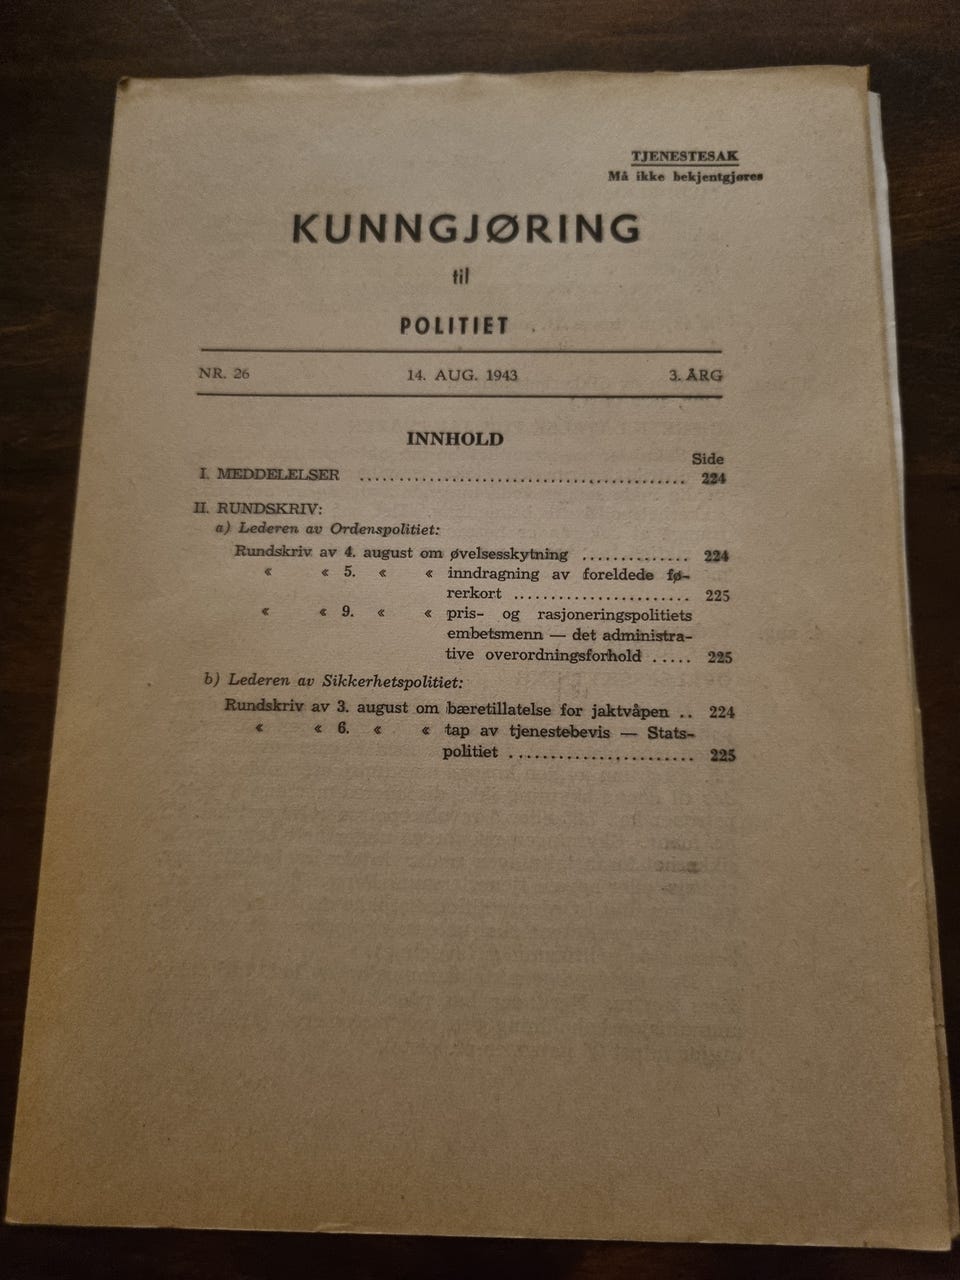 TJENESTESAK
Må ikke bekjentgjøres
KUNNGJØRING
til
POLITIET
NR. 26 14. AUG. 1943 3. ÅRG
INNHOLD
Side
I. MEDDELELSER ........................................ 224
II. RUNDSKRIV:
a) Lederen av Ordenspolitiet:
Rundskriv av 4. august om øvelsesskytning .............. 224
« « 5. « « inndragning av foreldede fø-
rerkort ....................... 225
« « 9. « « pris- og rasjoneringspolitiets
embetsmenn — det administra-
tive overordningsforhold ..... 225
b) Lederen av Sikkerhetspolitiet:
Rundskriv av 3. august om bæretillatelse for jaktvåpen .. 224
« « 6. « « tap av tjenestebevis — Stats-
politiet ........................ 225